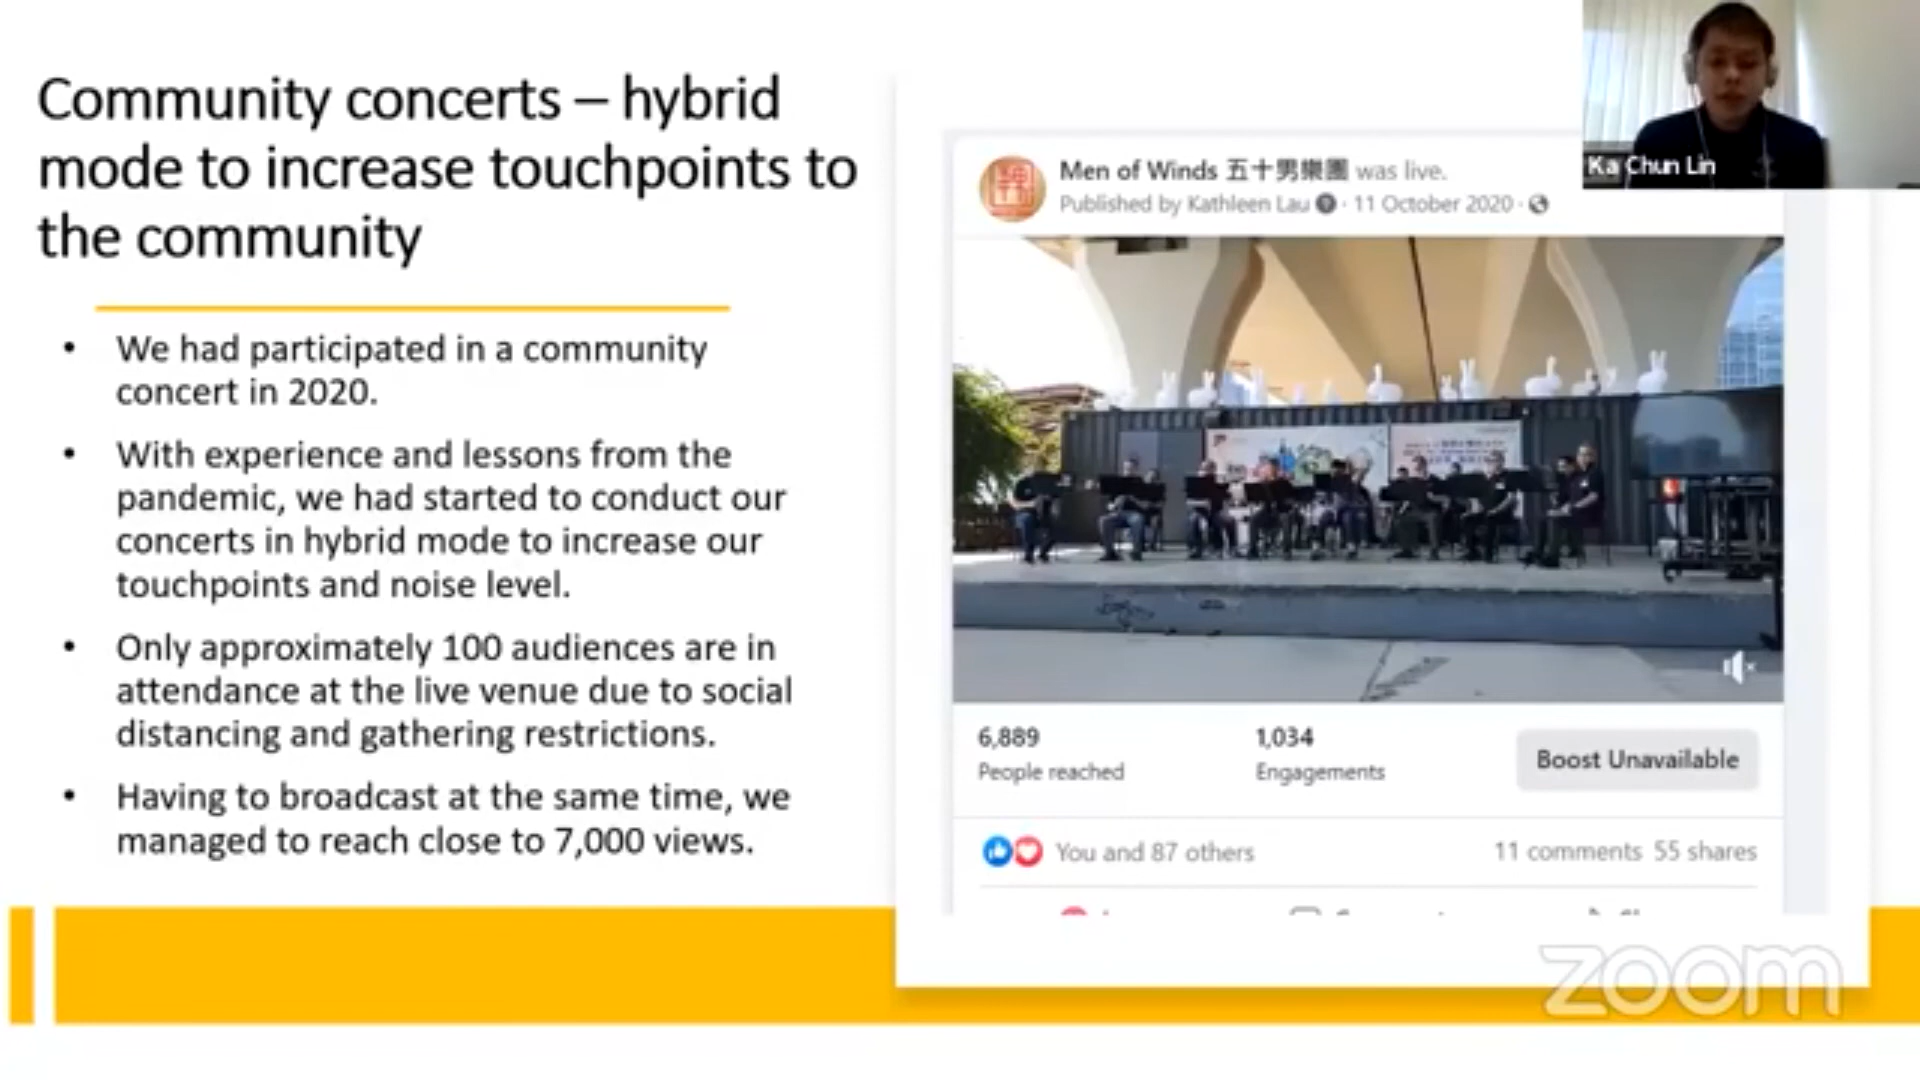 Community concerts – hybrid
mode to increase touchpoints to
the community
• We had participated in a community
concert in 2020.
• With experience and lessons from the
pandemic, we had started to conduct our
concerts in hybrid mode to increase our
touchpoints and noise level.
• Only approximately 100 audiences are in
attendance at the live venue due to social
distancing and gathering restrictions.
• Having to broadcast at the same time, we
managed to reach close to 7,000 views.
Ka Chun Lin
Men of Winds 五十男樂團 was live.
Published by Kathleen Lau · 11 October 2020 ·
6,889
People reached
1,034
Engagements
Boost Unavailable
You and 87 others
11 comments 55 shares
zoom